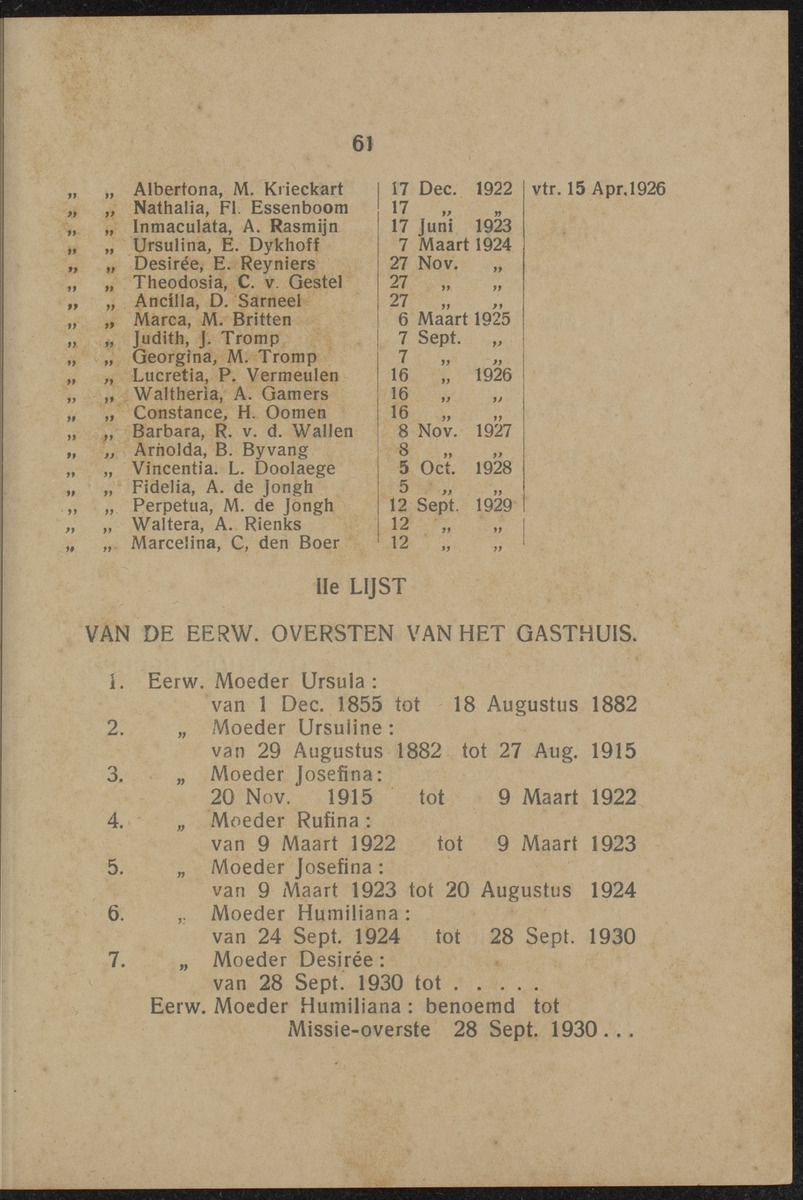 61
„ „ Albertona, M. Krieckart 17 Dec. 1922 vtr. 15 Apr.1926
„ „ Nathalia, Fl. Essenboom 17 „ „
„ „ Inmaculata, A. Rasmijn 17 Juni 1923
„ „ Ursulina, E. Dykhoff 7 Maart 1924
„ „ Desirée, E. Reyniers 27 Nov. „
„ „ Theodosia, C. v. Gestel 27 „ „
„ „ Ancilla, D. Sarneel 27 „ „
„ „ Marca, M. Britten 6 Maart 1925
„ „ Judith, J. Tromp 7 Sept. „
„ „ Georgina, M. Tromp 7 „ „
„ „ Lucretia, P. Vermeulen 16 „ 1926
„ „ Waltheria, A. Gamers 16 „ „
„ „ Constance, H. Oomen 16 „ „
„ „ Barbara, R. v. d. Wallen 8 Nov. 1927
„ „ Arnolda, B. Byvang 8 „ „
„ „ Vincentia. L. Doolaege 5 Oct. 1928
„ „ Fidelia, A. de Jongh 5 „ „
„ „ Perpetua, M. de Jongh 12 Sept. 1929
„ „ Waltera, A. Rienks 12 „ „
„ „ Marcelina, C, den Boer 12 „ „
IIe LIJST
VAN DE EERW. OVERSTEN VAN HET GASTHUIS.
1. Eerw. Moeder Ursula :
van 1 Dec. 1855 tot 18 Augustus 1882
2. „ Moeder Ursuline :
van 29 Augustus 1882 tot 27 Aug. 1915
3. „ Moeder Josefina :
20 Nov. 1915 tot 9 Maart 1922
4. „ Moeder Rufina :
van 9 Maart 1922 tot 9 Maart 1923
5. „ Moeder Josefina :
van 9 Maart 1923 tot 20 Augustus 1924
6. „ Moeder Humiliana :
van 24 Sept. 1924 tot 28 Sept. 1930
7. „ Moeder Desirée :
van 28 Sept. 1930 tot . . . . .
Eerw. Moeder Humiliana : benoemd tot
Missie-overste 28 Sept. 1930 . . .